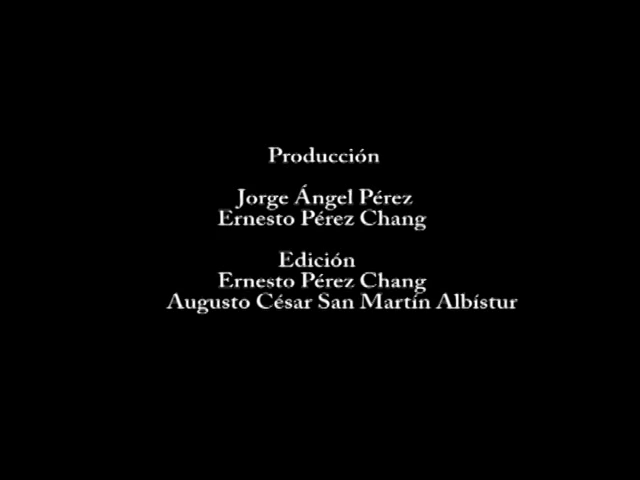 Producción
Jorge Ángel Pérez
Ernesto Pérez Chang
Edición
Ernesto Pérez Chang
Augusto César San Martín Albístur